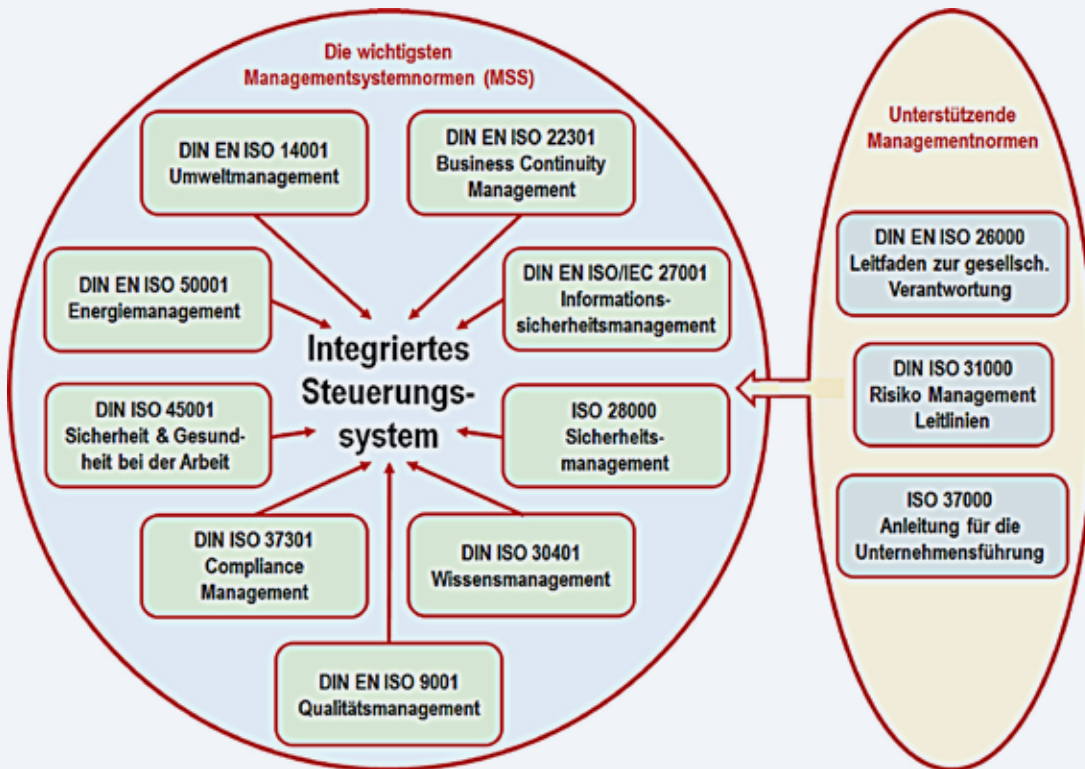 Die wichtigsten
Managementsystemnormen (MSS)
DIN EN ISO 14001
Umweltmanagement
DIN EN ISO 22301
Business Continuity
Management
DIN EN ISO 50001
Energiemanagement
DIN EN ISO/IEC 27001
Informations-
sicherheitsmanagement
Integriertes
Steuerungs-
system
DIN ISO 45001
Sicherheit & Gesund-
heit bei der Arbeit
ISO 28000
Sicherheits-
management
DIN ISO 37301
Compliance
Management
DIN ISO 30401
Wissensmanagement
DIN EN ISO 9001
Qualitätsmanagement
Unterstützende
Managementnormen
DIN EN ISO 26000
Leitfaden zur gesellsch.
Verantwortung
DIN ISO 31000
Risiko Management
Leitlinien
ISO 37000
Anleitung für die
Unternehmensführung